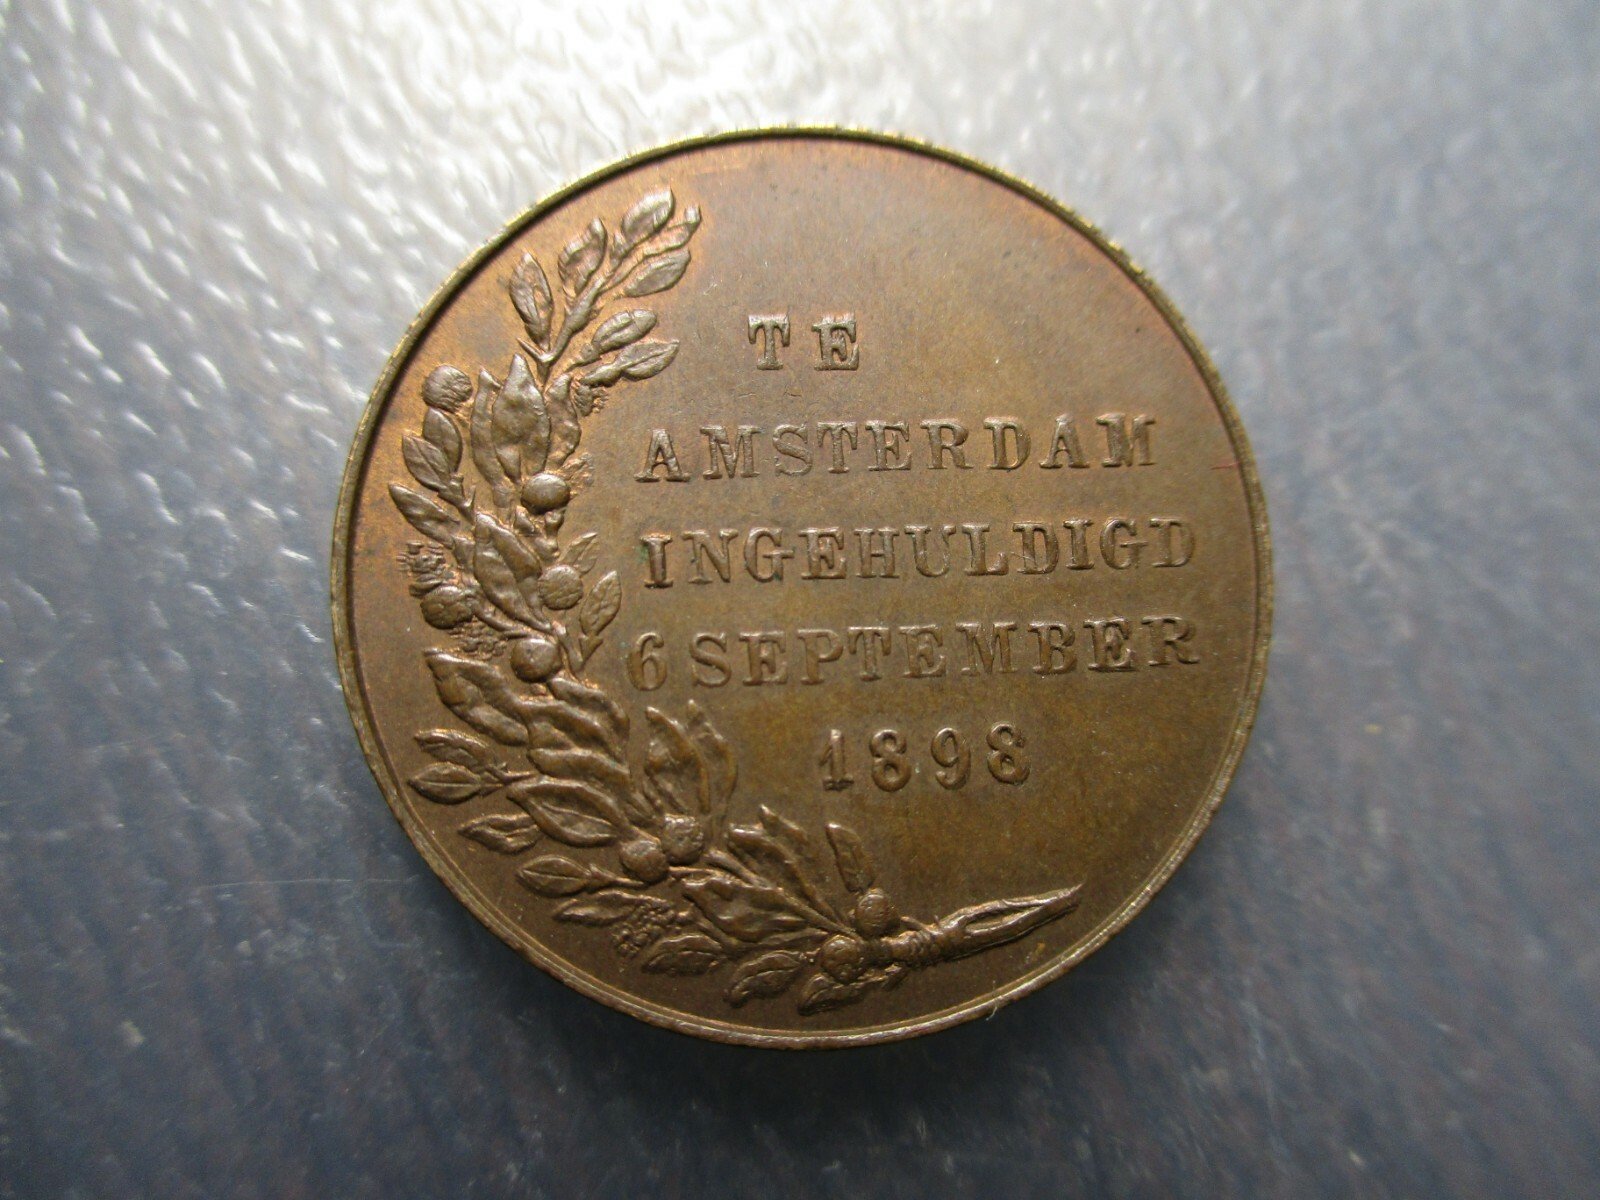 TE
AMSTERDAM
INGEHULDIGD
6 SEPTEMBER
1898